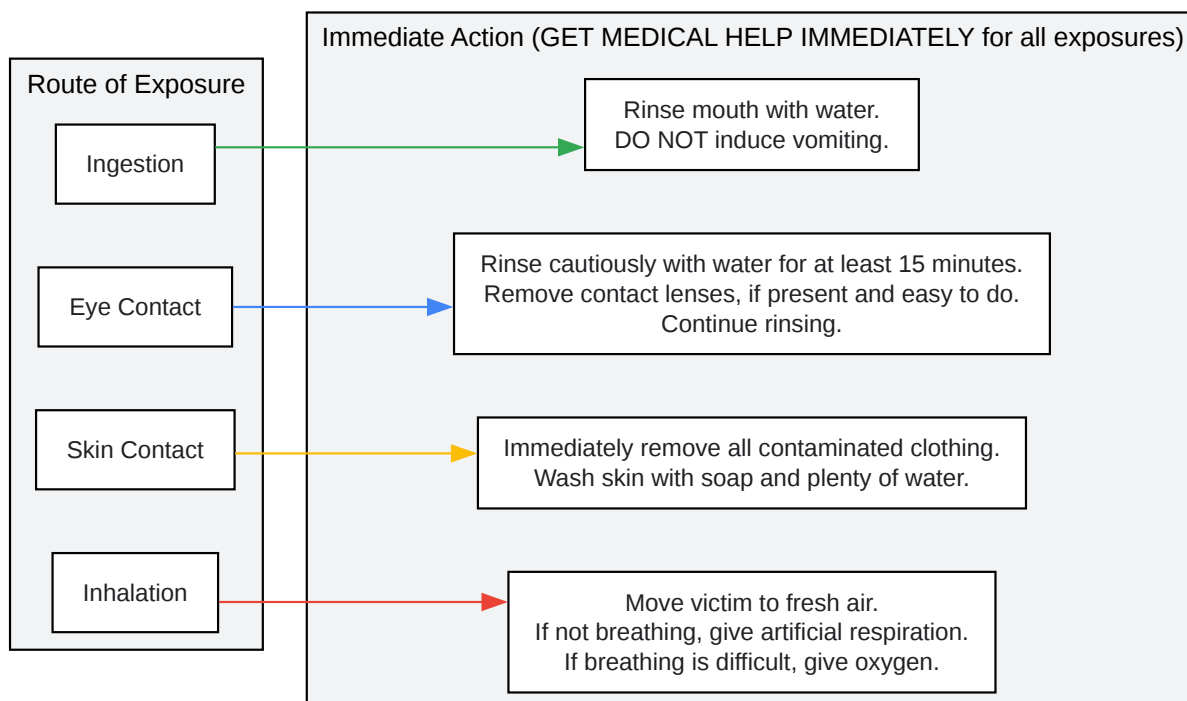 Immediate Action (GET MEDICAL HELP IMMEDIATELY for all exposures)
Route of Exposure
Ingestion
Rinse mouth with water.
DO NOT induce vomiting.
Eye Contact
Rinse cautiously with water for at least 15 minutes.
Remove contact lenses, if present and easy to do.
Continue rinsing.
Skin Contact
Immediately remove all contaminated clothing.
Wash skin with soap and plenty of water.
Inhalation
Move victim to fresh air.
If not breathing, give artificial respiration.
If breathing is difficult, give oxygen.